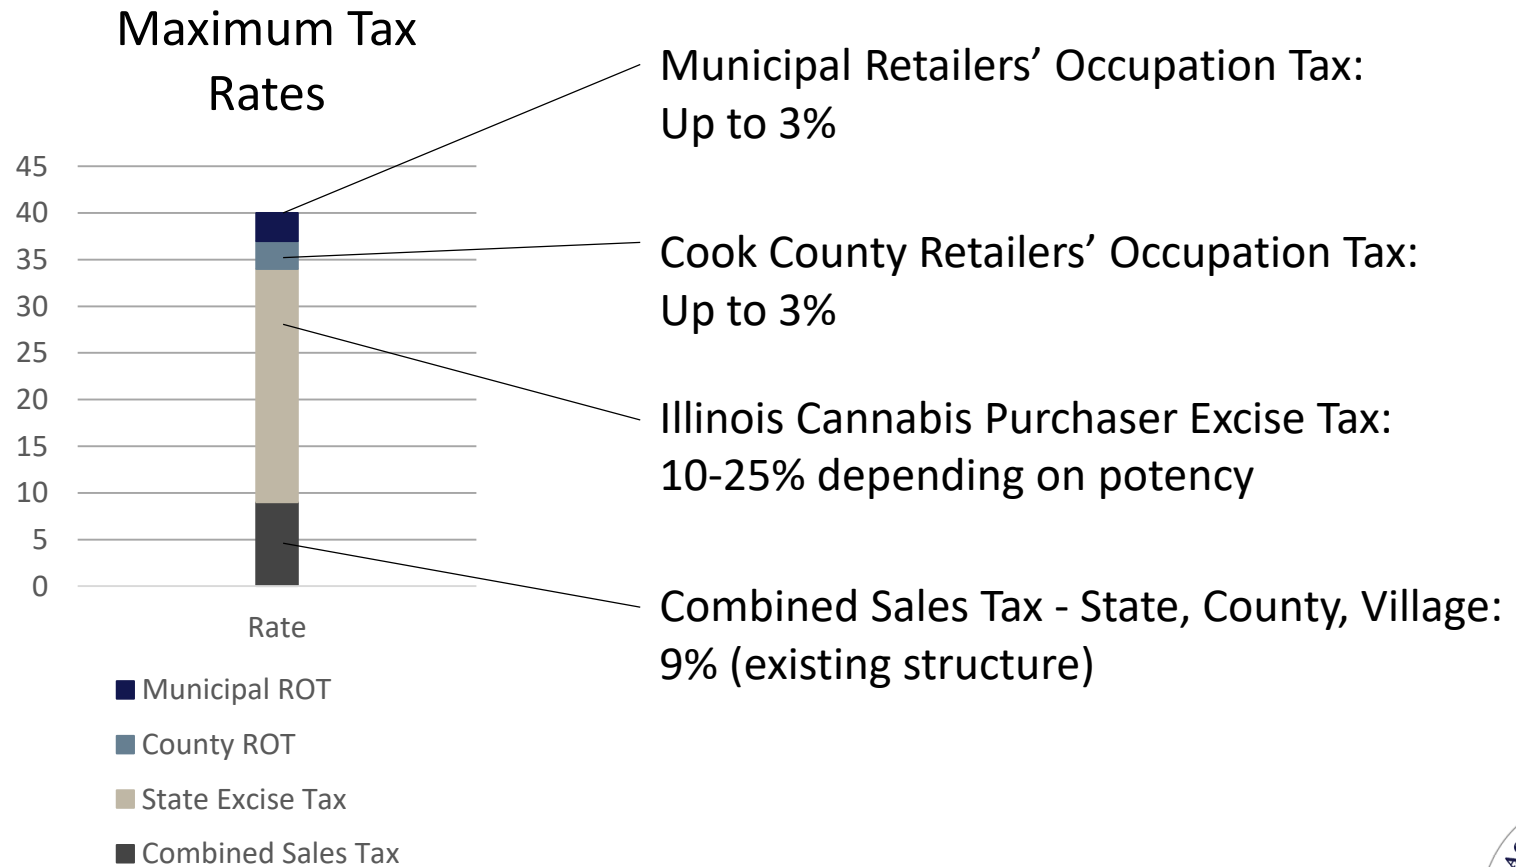 Maximum Tax
Rates
45
40
35
30
25
20
15
10
5
0
Rate
Municipal ROT
County ROT
State Excise Tax
Combined Sales Tax
Municipal Retailers’ Occupation Tax:
Up to 3%
Cook County Retailers’ Occupation Tax:
Up to 3%
Illinois Cannabis Purchaser Excise Tax:
10-25% depending on potency
Combined Sales Tax - State, County, Village:
9% (existing structure)